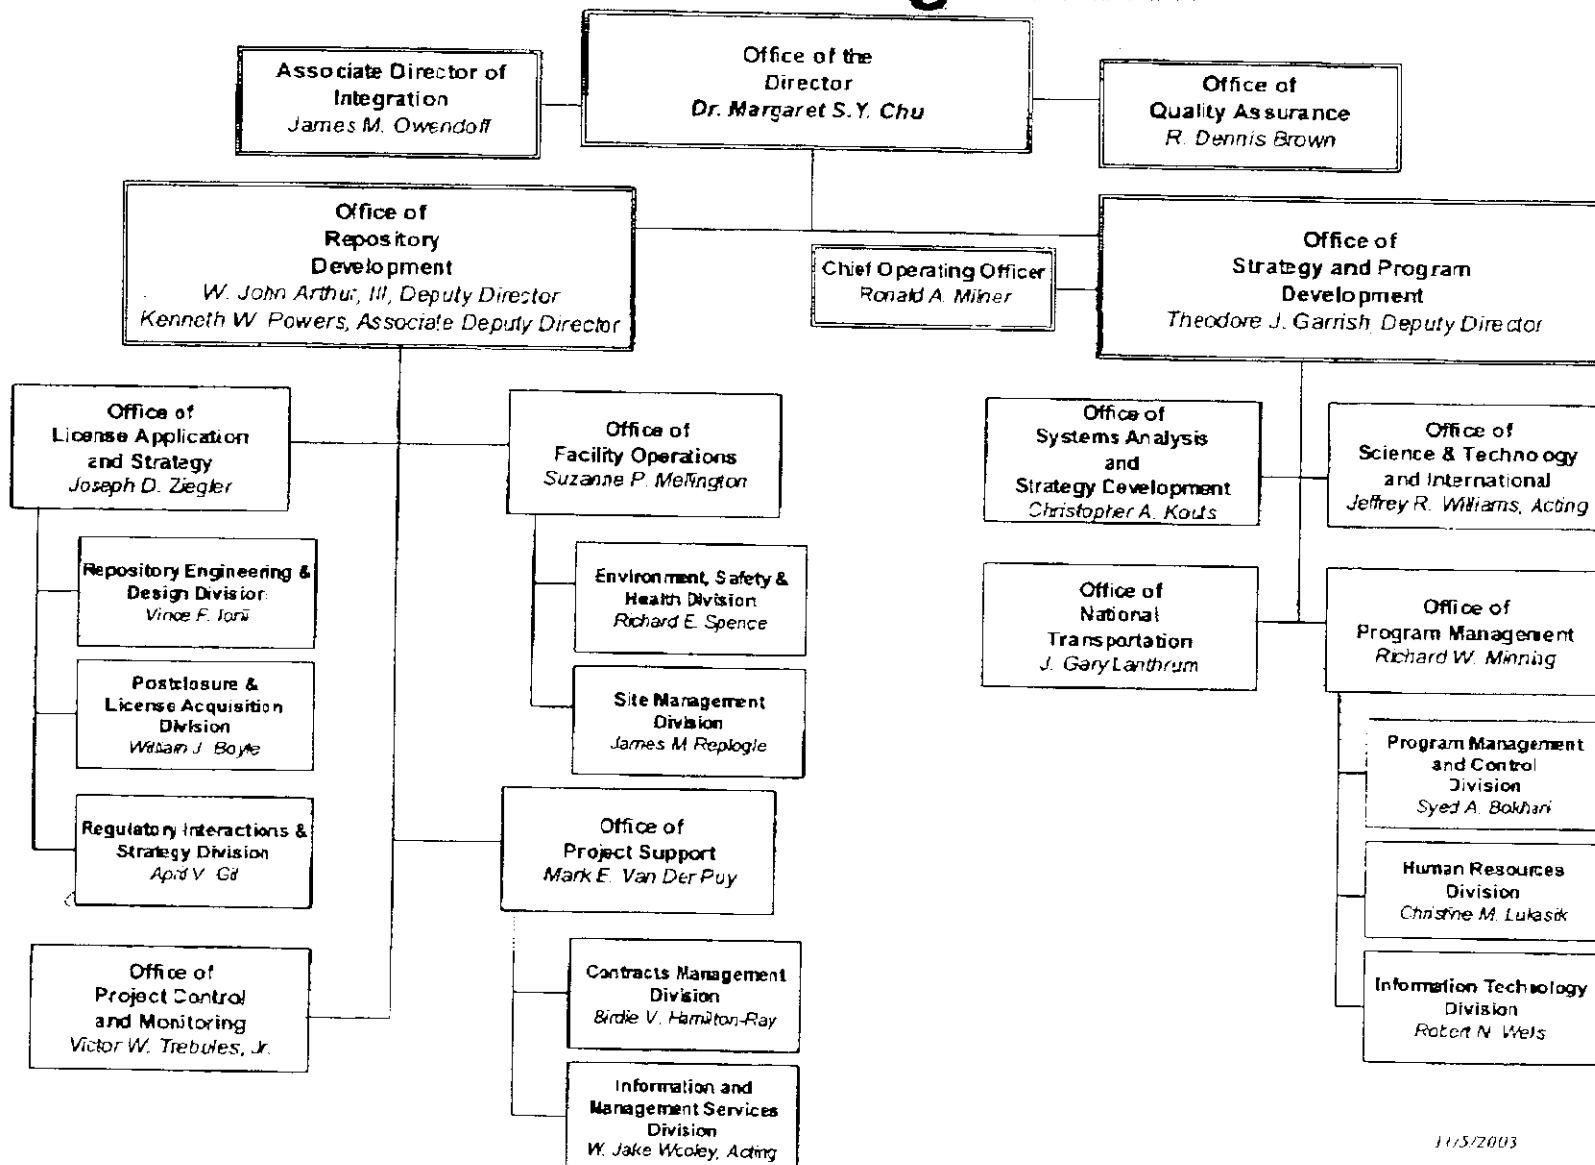 Office of the
Director
Dr. Margaret S.Y. Chu
Associate Director of
Integration
James M. Owendoff
Office of
Quality Assurance
R. Dennis Brown
Office of
Repository
Development
W. John Arthur, III, Deputy Director
Kenneth W. Powers, Associate Deputy Director
Chief Operating Officer
Ronald A. Milner
Office of
Strategy and Program
Development
Theodore J. Garrish, Deputy Director
Office of
License Application
and Strategy
Joseph D. Ziegler
Office of
Facility Operations
Suzanne P. Mellington
Office of
Systems Analysis
and
Strategy Development
Christopher A. Kouts
Office of
Science & Technology
and International
Jeffrey R. Williams, Acting
Repository Engineering &
Design Division
Vince F. Iorii
Environment, Safety &
Health Division
Richard E. Spence
Office of
National
Transportation
J. Gary Lanthrum
Office of
Program Management
Richard W. Minning
Postclosure &
License Acquisition
Division
William J. Boyle
Site Management
Division
James M. Replogle
Program Management
and Control
Division
Syed A. Bokhari
Regulatory Interactions &
Strategy Division
April V. Gil
Office of
Project Support
Mark E. Van Der Puy
Human Resources
Division
Christine M. Lukasik
Office of
Project Control
and Monitoring
Victor W. Trebules, Jr.
Contracts Management
Division
Birdie V. Hamilton-Ray
Information Technology
Division
Robert N. Wells
Information and
Management Services
Division
W. Jake Wooley, Acting
11/5/2003